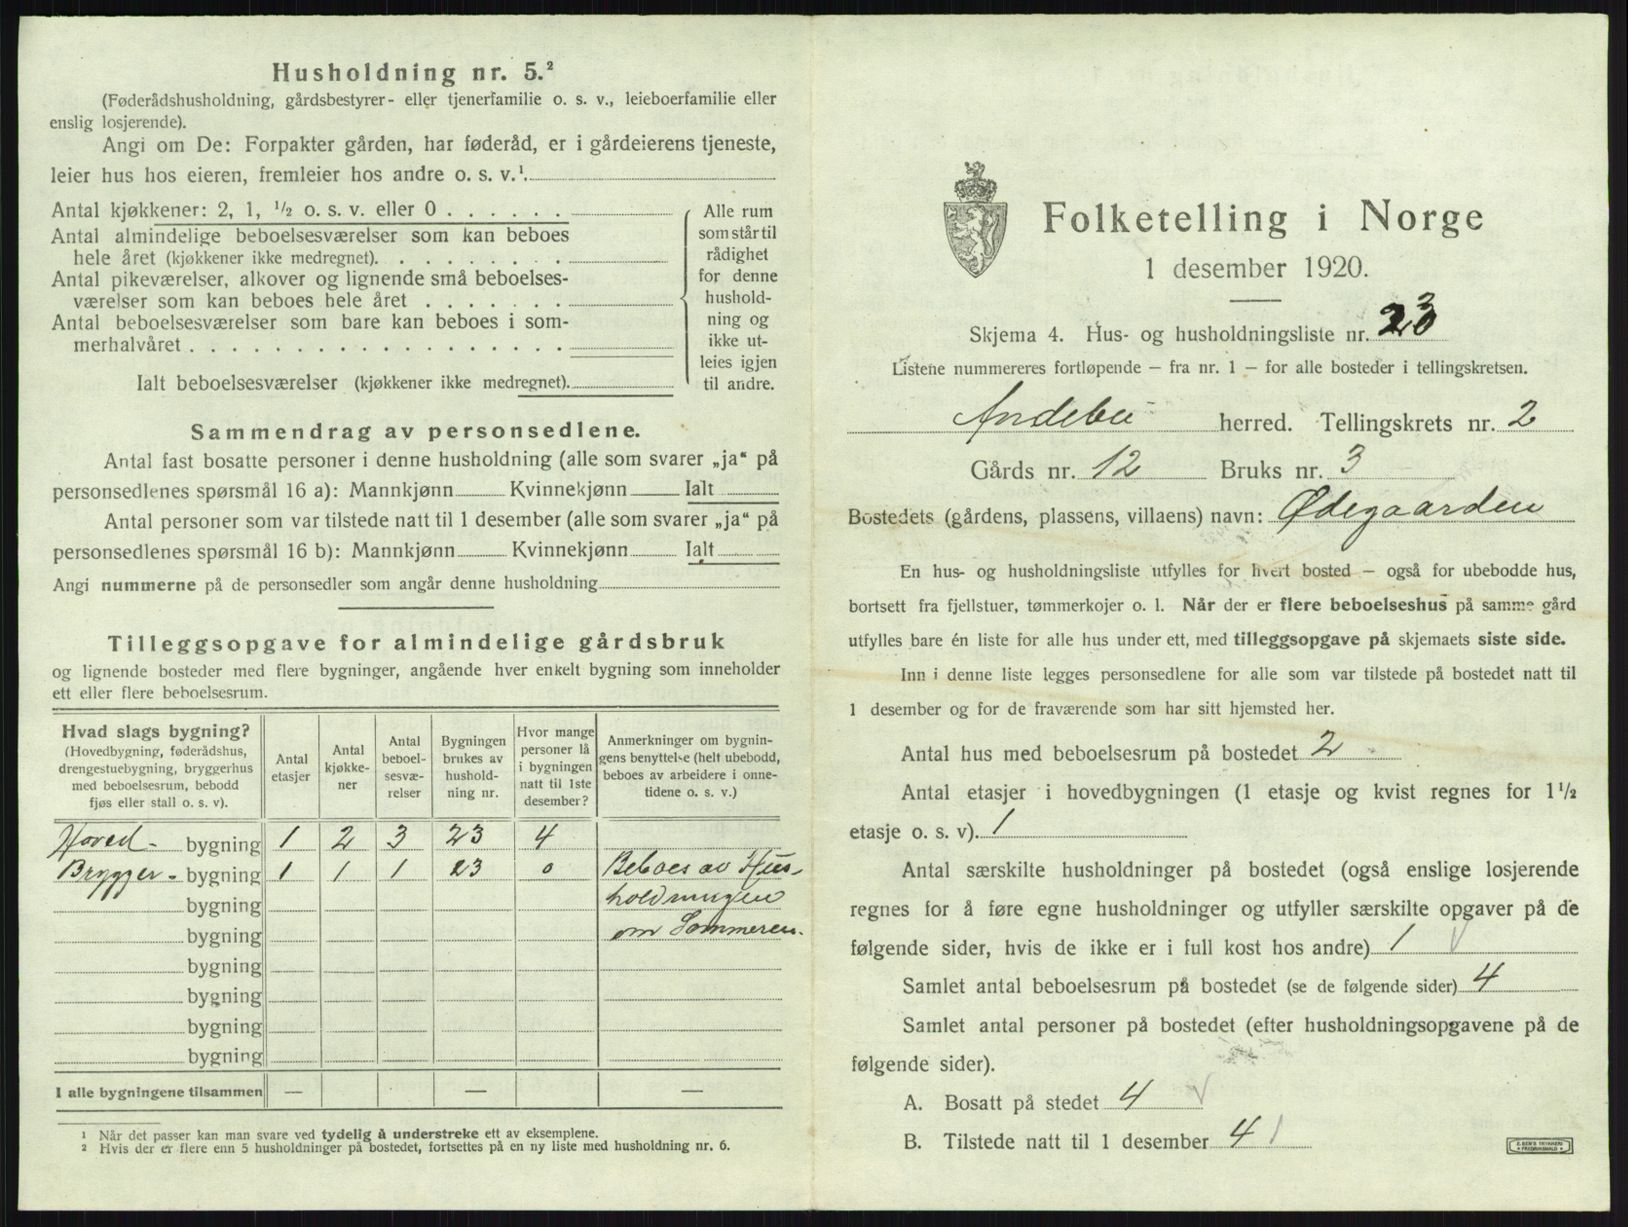 Husholdning nr. 5.²
(Føderådshusholdning, gårdsbestyrer- eller tjenerfamilie o. s. v., leieboerfamilie eller
enslig losjerende).
Angi om De: Forpakter gården, har føderåd, er i gårdeierens tjeneste,
leier hus hos eieren, fremleier hos andre o. s. v.¹
Antal kjøkkener: 2, 1, ½ o. s. v. eller 0 . . . . . .
Antal almindelige beboelsesværelser som kan beboes
hele året (kjøkkener ikke medregnet). . . . . . . . .
Antal pikeværelser, alkover og lignende små beboelses-
værelser som kan beboes hele året . . . . . . .
Antal beboelsesværelser som bare kan beboes i som-
merhalvåret . . . . . . . . . . . . . . . . . .
Ialt beboelsesværelser (kjøkkener ikke medregnet).
Alle rum
som står til
rådighet
for denne
hushold-
ning og
ikke ut-
leies igjen
til andre.
Sammendrag av personsedlene.
Antal fast bosatte personer i denne husholdning (alle som svarer „ja“ på
personsedlenes spørsmål 16 a): Mannkjønn Kvinnekjønn Ialt
Antal personer som var tilstede natt til 1 desember (alle som svarer „ja“ på
personsedlenes spørsmål 16 b): Mannkjønn Kvinnekjønn Ialt
Angi nummerne på de personsedler som angår denne husholdning
Tilleggsopgave for almindelige gårdsbruk
og lignende bosteder med flere bygninger, angående hver enkelt bygning som inneholder
ett eller flere beboelsesrum.
Hvad slags bygning?
(Hovedbygning, føderådshus,
drengestuebygning, bryggerhus
med beboelsesrum, bebodd
fjøs eller stall o. s. v).
Antal
etasjer
Antal
kjøkke-
ner
Antal
beboel-
sesvæ-
relser
Bygningen
brukes av
hushold-
ning nr.
Hvor mange
personer lå
i bygningen
natt til 1ste
desember?
Anmerkninger om bygnin-
gens benyttelse (helt ubebodd,
beboes av arbeidere i onne-
tidene o. s. v.)
Hoved- bygning 1 2 3 23 4
Brygger- bygning 1 1 1 23 0 Beboes av Hus-
bygning holdningen
bygning om Sommeren.
bygning
bygning
bygning
bygning
I alle bygningene tilsammen — — —
¹ Når det passer kan man svare ved tydelig å understreke ett av eksemplene.
² Hvis der er flere enn 5 husholdninger på bostedet, fortsettes på en ny liste med husholdning nr. 6.
Folketelling i Norge
1 desember 1920.
Skjema 4. Hus- og husholdningsliste nr. 23
Listene nummereres fortløpende — fra nr. 1 — for alle bosteder i tellingskretsen.
Andebu herred. Tellingskrets nr. 2
Gårds nr. 12 Bruks nr. 3
Bostedets (gårdens, plassens, villaens) navn: Ødegaarden
En hus- og husholdningsliste utfylles for hvert bosted — også for ubebodde hus,
bortsett fra fjellstuer, tømmerkojer o. l. Når der er flere beboelseshus på samme gård
utfylles bare én liste for alle hus under ett, med tilleggsopgave på skjemaets siste side.
Inn i denne liste legges personsedlene for alle som var tilstede på bostedet natt til
1 desember og for de fraværende som har sitt hjemsted her.
Antal hus med beboelsesrum på bostedet 2
Antal etasjer i hovedbygningen (1 etasje og kvist regnes for 1½
etasje o. s. v). 1
Antal særskilte husholdninger på bostedet (også enslige losjerende
regnes for å føre egne husholdninger og utfyller særskilte opgaver på de
følgende sider, hvis de ikke er i full kost hos andre) 1
Samlet antal beboelsesrum på bostedet (se de følgende sider) 4
Samlet antal personer på bostedet (efter husholdningsopgavene på de
følgende sider).
A. Bosatt på stedet 4
B. Tilstede natt til 1 desember 4